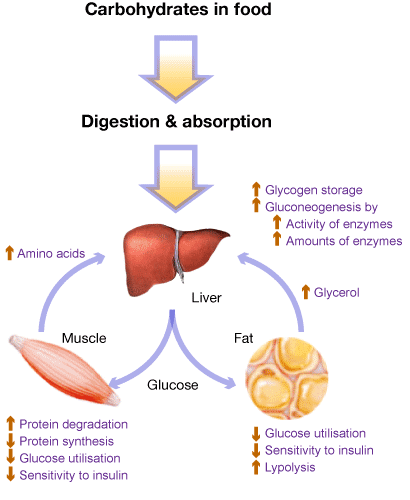 Carbohydrates in food
Digestion & absorption
Glycogen storage
Gluconeogenesis by
Activity of enzymes
Amounts of enzymes
Amino acids
Glycerol
Liver
Muscle
Fat
Glucose
Protein degradation
Protein synthesis
Glucose utilisation
Sensitivity to insulin
Glucose utilisation
Sensitivity to insulin
Lypolysis